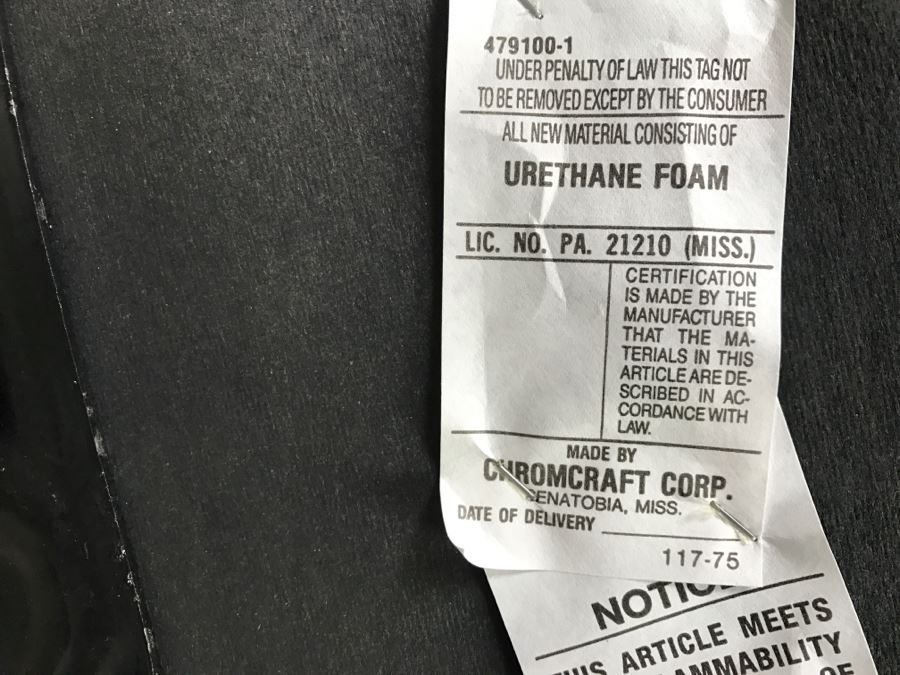 479100-1
UNDER PENALTY OF LAW THIS TAG NOT
TO BE REMOVED EXCEPT BY THE CONSUMER
ALL NEW MATERIAL CONSISTING OF
URETHANE FOAM
LIC. NO. PA. 21210 (MISS.)
CERTIFICATION
IS MADE BY THE
MANUFACTURER
THAT THE MA-
TERIALS IN THIS
ARTICLE ARE DE-
SCRIBED IN AC-
CORDANCE WITH
LAW.
MADE BY
CHROMCRAFT CORP.
SENATOBIA, MISS.
DATE OF DELIVERY
117-75
NOTICE
THIS ARTICLE MEETS
FLAMMABILITY
OF